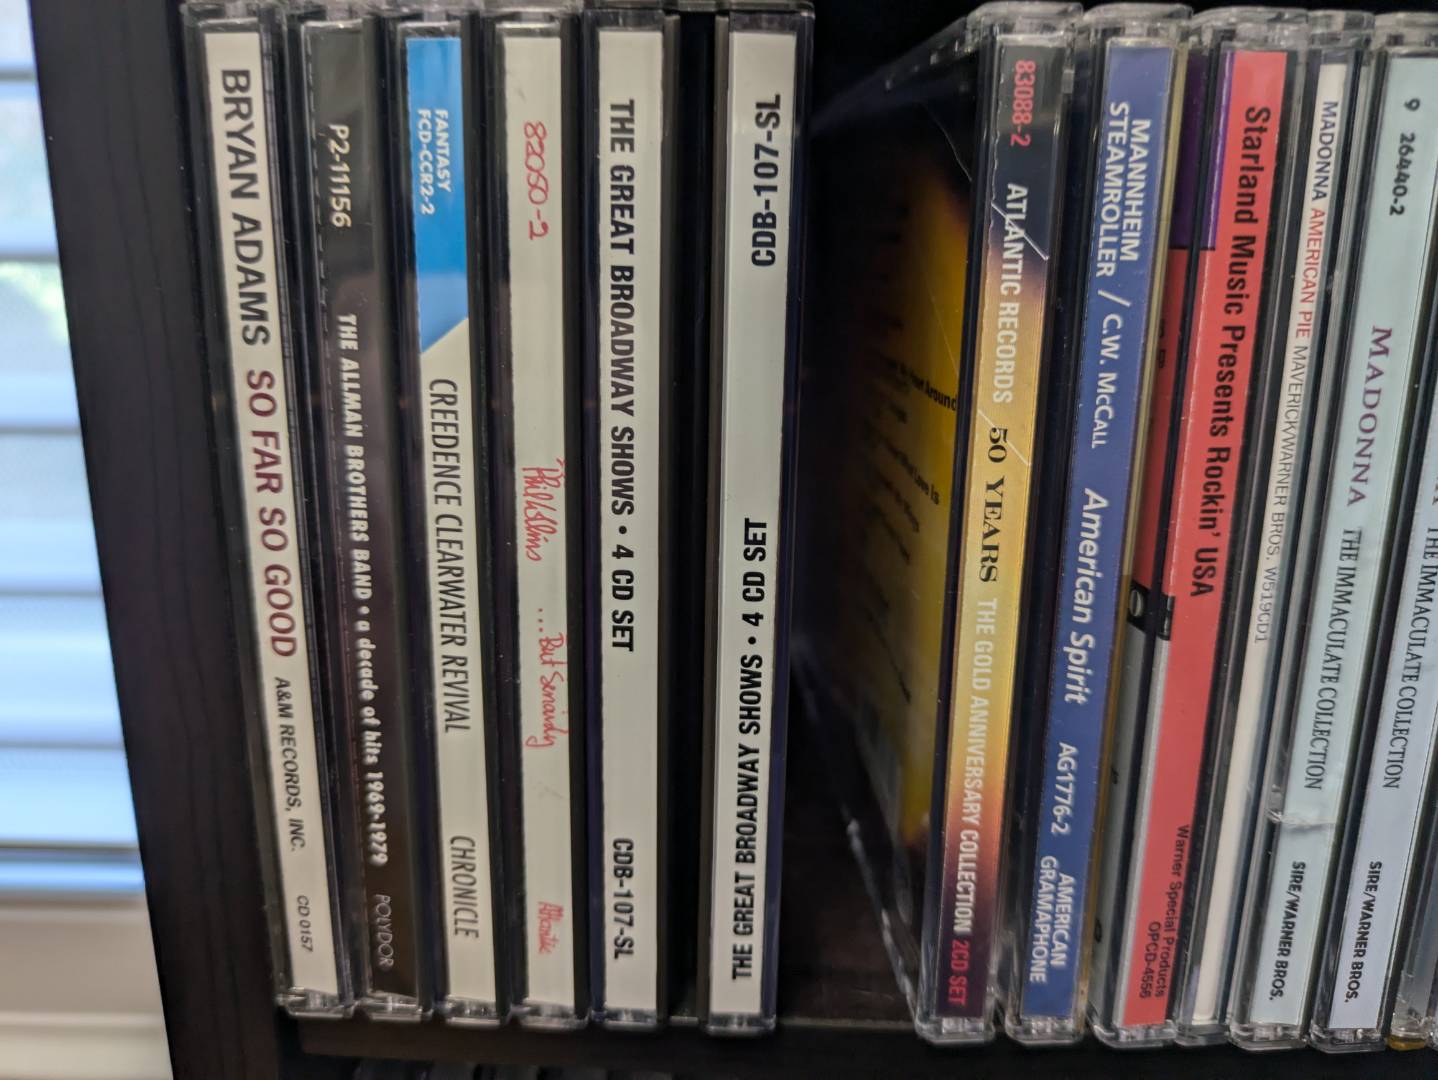 BRYAN ADAMS SO FAR SO GOOD A&M RECORDS, INC. CD 0157
P2-11156 THE ALLMAN BROTHERS BAND • a decade of hits 1969-1979 POLYDOR
FANTASY
FCD-CCR2-2
CREEDENCE CLEARWATER REVIVAL CHRONICLE
82050-2 Phil Collins ...But Seriously Atlantic
THE GREAT BROADWAY SHOWS • 4 CD SET CDB-107-SL
THE GREAT BROADWAY SHOWS • 4 CD SET CDB-107-SL
Around
Love Is
83088-2 ATLANTIC RECORDS 50 YEARS THE GOLD ANNIVERSARY COLLECTION 2CD SET
MANNHEIM
STEAMROLLER / C.W. McCALL American Spirit AG1776-2 AMERICAN
GRAMAPHONE
Starland Music Presents Rockin' USA Warner Special Products
OPCD-4556
MADONNA AMERICAN PIE MAVERICK/WARNER BROS. W519CD1
9 26440-2 MADONNA THE IMMACULATE COLLECTION SIRE/WARNER BROS.
THE IMMACULATE COLLECTION SIRE/WARNER BROS.